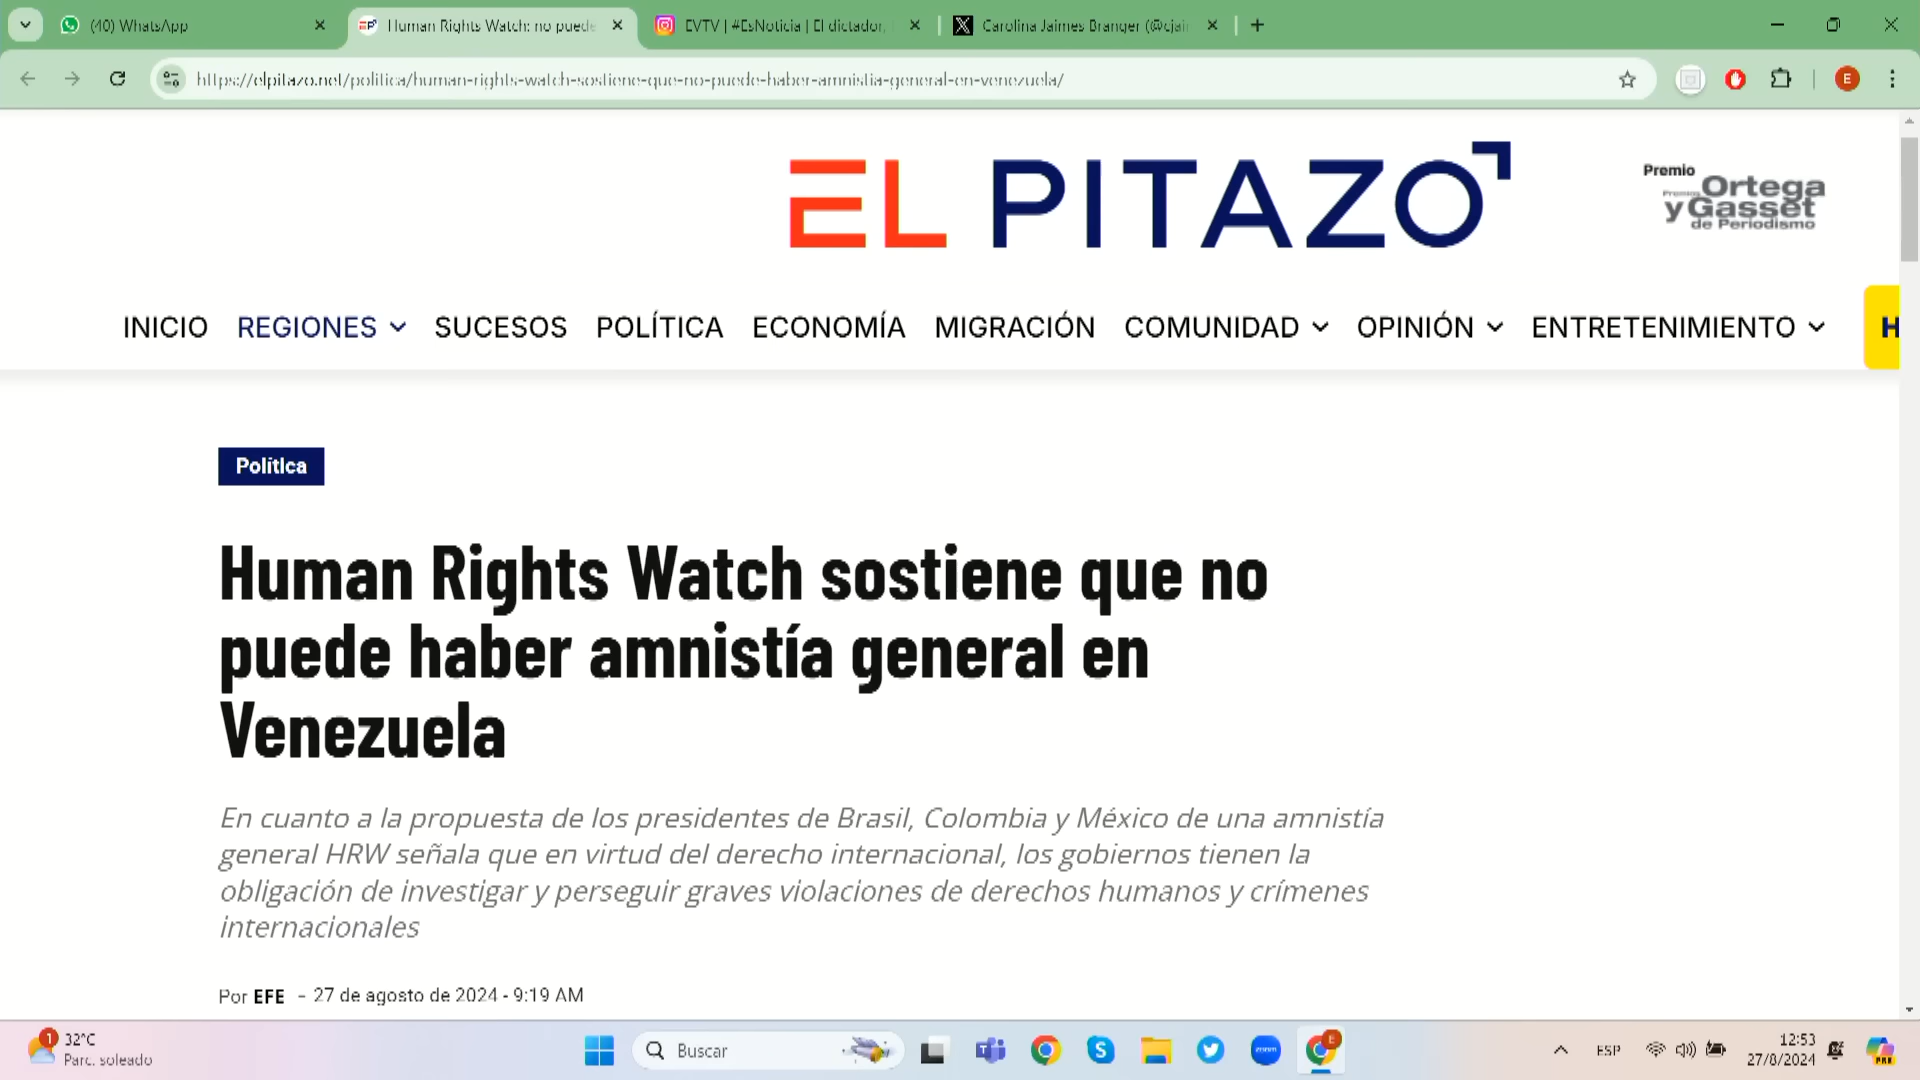 (40) WhatsApp
Human Rights Watch: no puede
EVTV | #EsNoticia | El dictador,
Carolina Jaimes Branger (@cjai
https://elpitazo.net/politica/human-rights-watch-sostiene-que-no-puede-haber-amnistia-general-en-venezuela/
E
EL PITAZO
Premio
Ortega
y Gasset
de Periodismo
INICIO REGIONES SUCESOS POLÍTICA ECONOMÍA MIGRACIÓN COMUNIDAD OPINIÓN ENTRETENIMIENTO H
Política
Human Rights Watch sostiene que no
puede haber amnistía general en
Venezuela
En cuanto a la propuesta de los presidentes de Brasil, Colombia y México de una amnistía
general HRW señala que en virtud del derecho internacional, los gobiernos tienen la
obligación de investigar y perseguir graves violaciones de derechos humanos y crímenes
internacionales
Por EFE - 27 de agosto de 2024 - 9:19 AM
1
32°C
Parc. soleado
Buscar
zoom
E
ESP
12:53
27/8/2024
PRE